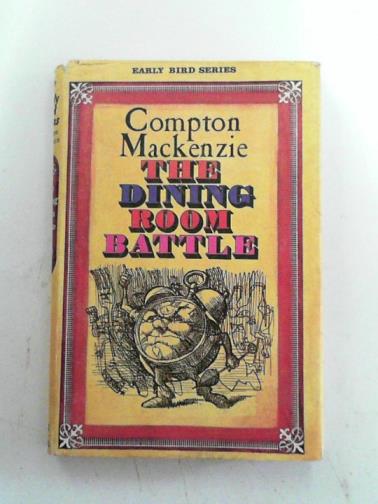 EARLY BIRD SERIES
Compton
Mackenzie
THE
DINING
ROOM
BATTLE